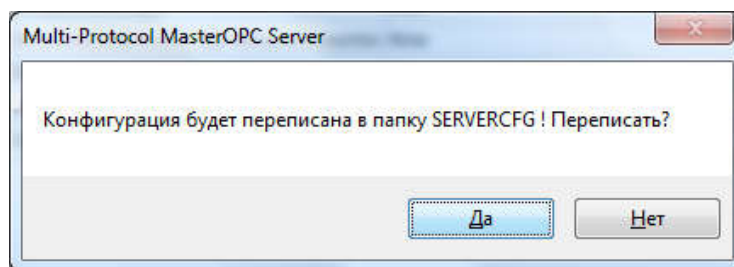 Multi-Protocol MasterOPC Server
Конфигурация будет переписана в папку SERVERCFG ! Переписать?
Да
Нет